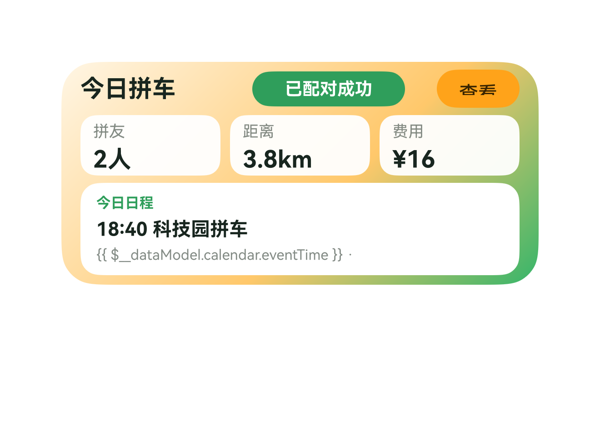 今日拼车
已配对成功
查看
拼友
距离
费用
2人
3.8km
¥16
今日日程
18:40 科技园拼车
{{ $__dataModel.calendar.eventTime }} ·